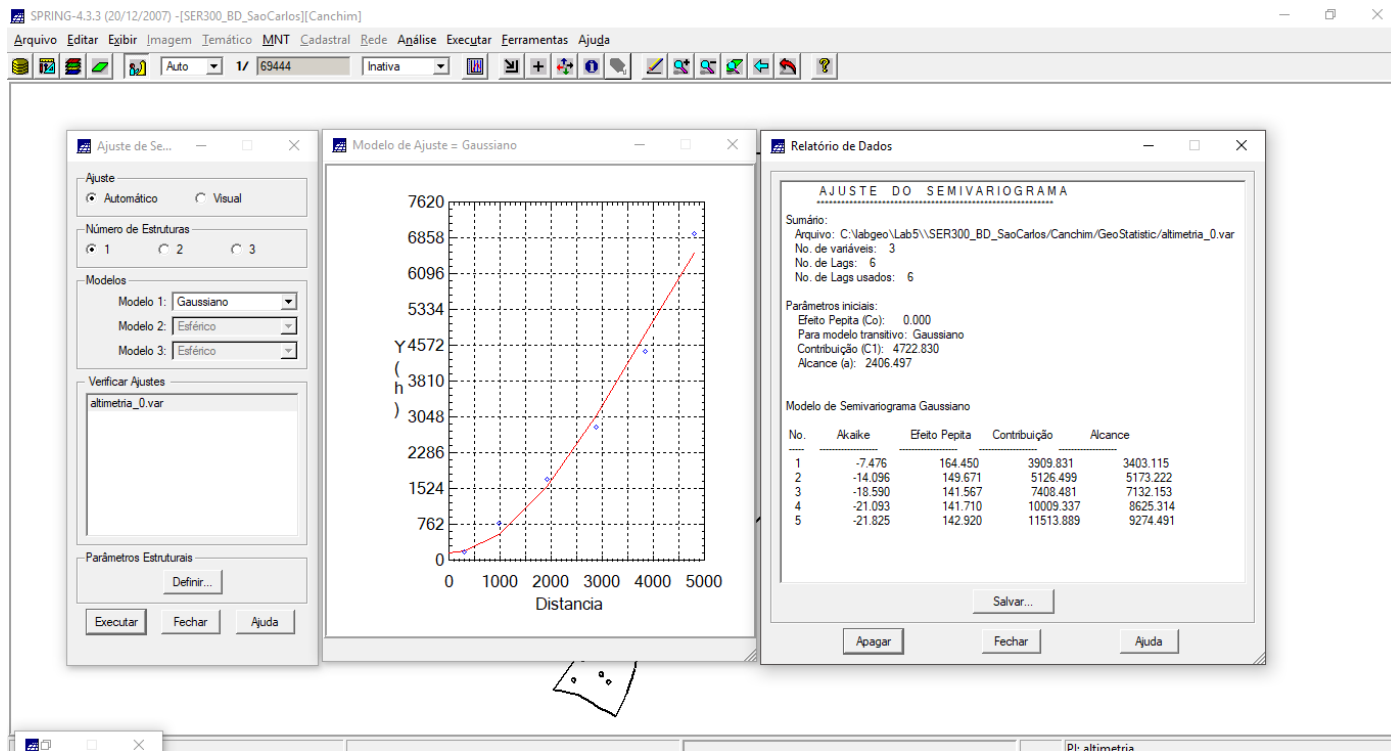 SPRING-4.3.3 (20/12/2007) -[SER300_BD_SaoCarlos][Canchim]
Arquivo Editar Exibir Imagem Temático MNT Cadastral Rede Análise Executar Ferramentas Ajuda
Auto 1/ 69444 Inativa
Ajuste de Se...
Ajuste
Automático Visual
Número de Estruturas
1 2 3
Modelos
Modelo 1: Gaussiano
Modelo 2: Esférico
Modelo 3: Esférico
Verificar Ajustes
altimetria_0.var
Parâmetros Estruturais
Definir...
Executar Fechar Ajuda
Modelo de Ajuste = Gaussiano
7620
6858
6096
5334
4572
3810
3048
2286
1524
762
0
Y(h)
0 1000 2000 3000 4000 5000
Distancia
Relatório de Dados
AJUSTE DO SEMIVARIOGRAMA
************************************************************
Sumário:
Arquivo: C:\labgeo\Lab5\\SER300_BD_SaoCarlos/Canchim/GeoStatistic/altimetria_0.var
No. de variáveis: 3
No. de Lags: 6
No. de Lags usados: 6
Parâmetros iniciais:
Efeito Pepita (Co): 0.000
Para modelo transitivo: Gaussiano
Contribuição (C1): 4722.830
Alcance (a): 2406.497
Modelo de Semivariograma Gaussiano
No. Akaike Efeito Pepita Contribuição Alcance
1 -7.476 164.450 3909.831 3403.115
2 -14.096 149.671 5126.499 5173.222
3 -18.590 141.567 7408.481 7132.153
4 -21.093 141.710 10009.337 8625.314
5 -21.825 142.920 11513.889 9274.491
Salvar...
Apagar Fechar Ajuda
PI: altimetria